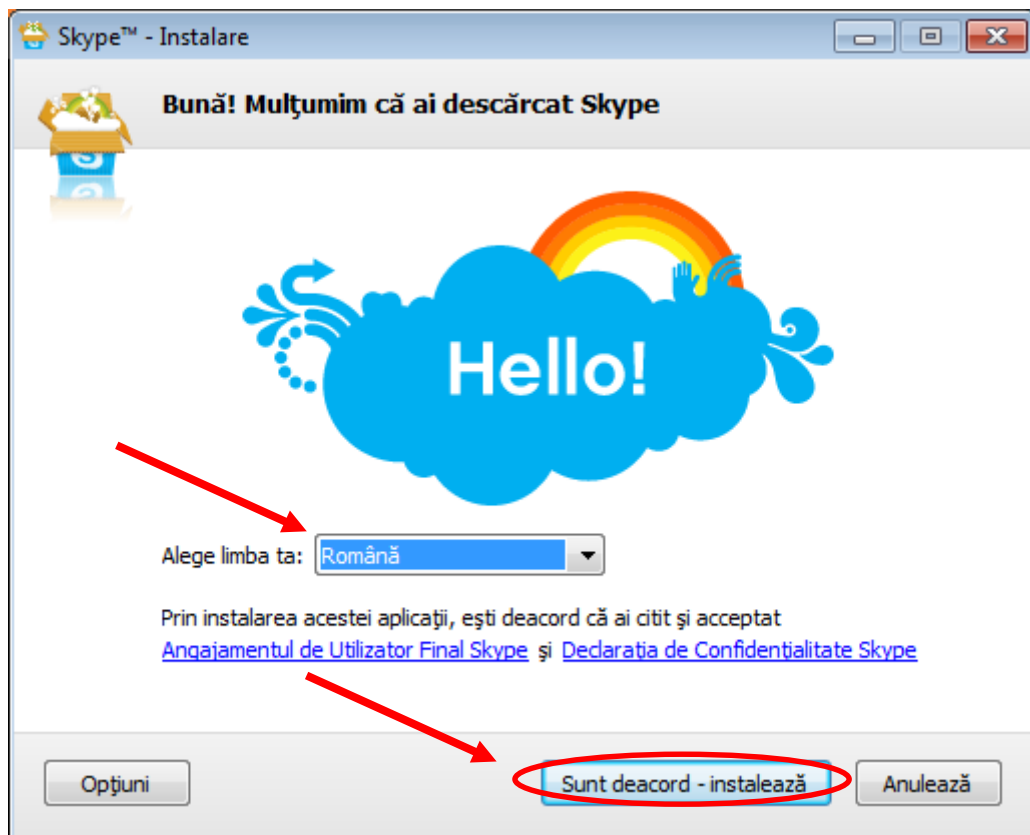 Skype™ - Instalare
Bună! Mulţumim că ai descărcat Skype
S
Hello!
Alege limba ta: Română
Prin instalarea acestei aplicaţii, eşti deacord că ai citit şi acceptat
Angajamentul de Utilizator Final Skype şi Declaraţia de Confidenţialitate Skype
Opţiuni Sunt deacord - instalează Anulează